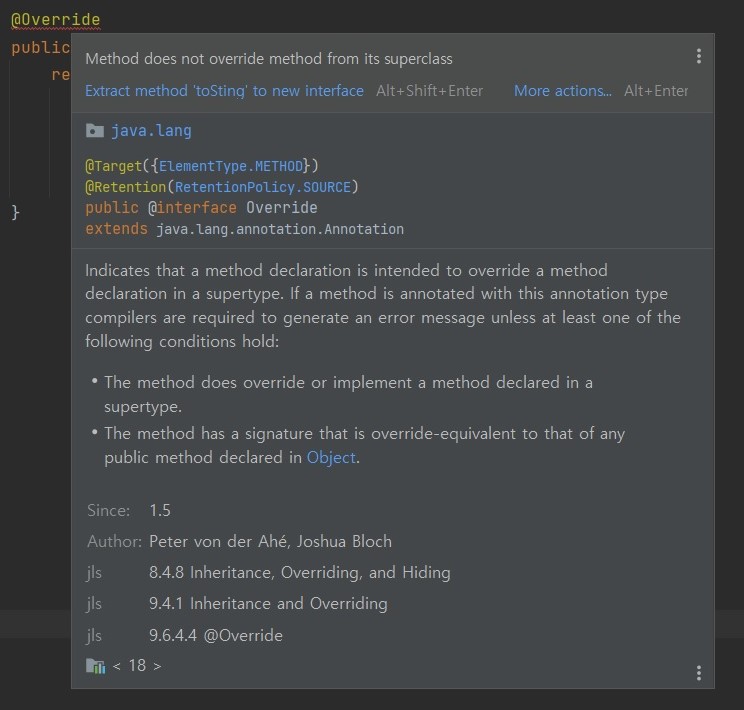 @Override
public
Method does not override method from its superclass
Extract method 'toSting' to new interface Alt+Shift+Enter More actions... Alt+Enter
re
java.lang
@Target({ElementType.METHOD})
@Retention(RetentionPolicy.SOURCE)
public @interface Override
}
extends java.lang.annotation.Annotation
Indicates that a method declaration is intended to override a method
declaration in a supertype. If a method is annotated with this annotation type
compilers are required to generate an error message unless at least one of the
following conditions hold:
• The method does override or implement a method declared in a
supertype.
• The method has a signature that is override-equivalent to that of any
public method declared in Object.
Since: 1.5
Author: Peter von der Ahé, Joshua Bloch
jls 8.4.8 Inheritance, Overriding, and Hiding
jls 9.4.1 Inheritance and Overriding
jls 9.6.4.4 @Override
< 18 >